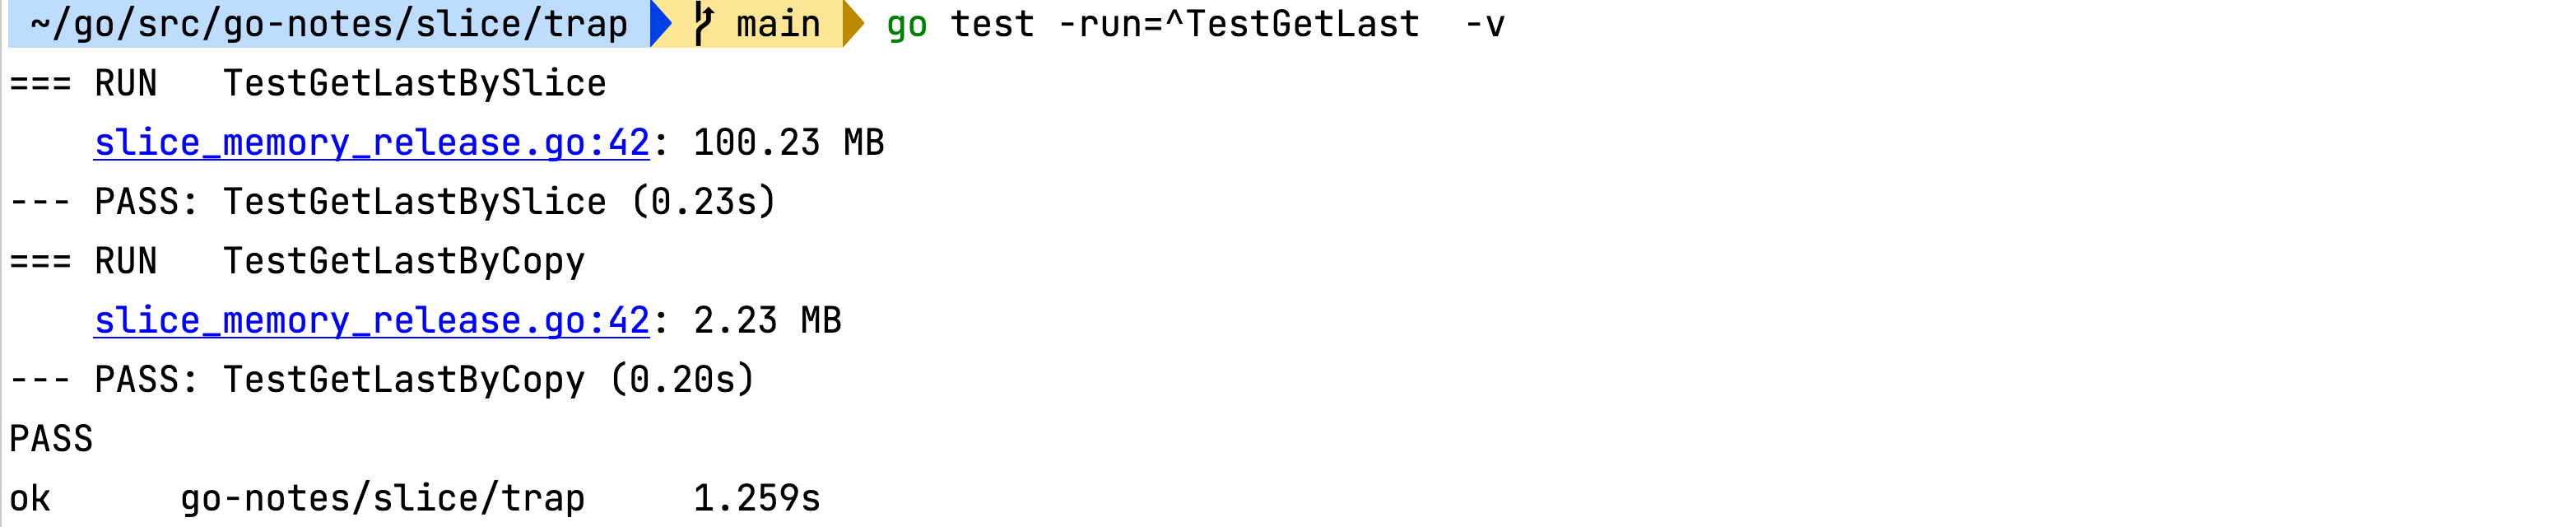 ~/go/src/go-notes/slice/trap main go test -run=^TestGetLast  -v
=== RUN   TestGetLastBySlice
    slice_memory_release.go:42: 100.23 MB
--- PASS: TestGetLastBySlice (0.23s)
=== RUN   TestGetLastByCopy
    slice_memory_release.go:42: 2.23 MB
--- PASS: TestGetLastByCopy (0.20s)
PASS
ok      go-notes/slice/trap     1.259s